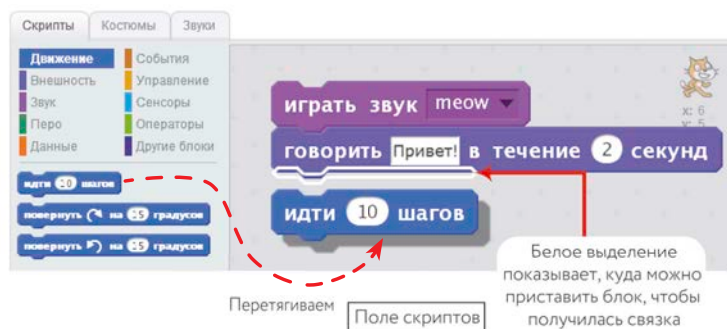 Скрипты Костюмы Звуки
Движение События
Внешность Управление
Звук Сенсоры
Перо Операторы
Данные Другие блоки
идти 10 шагов
повернуть на 15 градусов
повернуть на 15 градусов
играть звук meow
говорить Привет! в течение 2 секунд
идти 10 шагов
x: 6
y: 5
Перетягиваем
Поле скриптов
Белое выделение
показывает, куда можно
приставить блок, чтобы
получилась связка